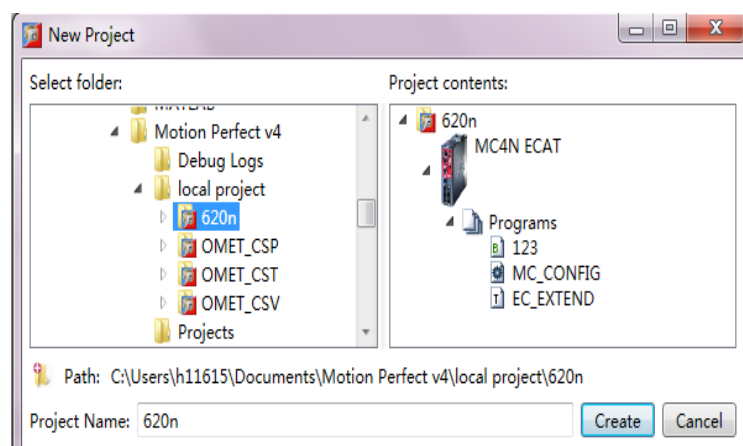 New Project
Select folder:
Project contents:
MATLAB
Motion Perfect v4
Debug Logs
local project
620n
OMET_CSP
OMET_CST
OMET_CSV
Projects
620n
MC4N ECAT
Programs
123
MC_CONFIG
EC_EXTEND
Path: C:\Users\h11615\Documents\Motion Perfect v4\local project\620n
Project Name: 620n
Create Cancel